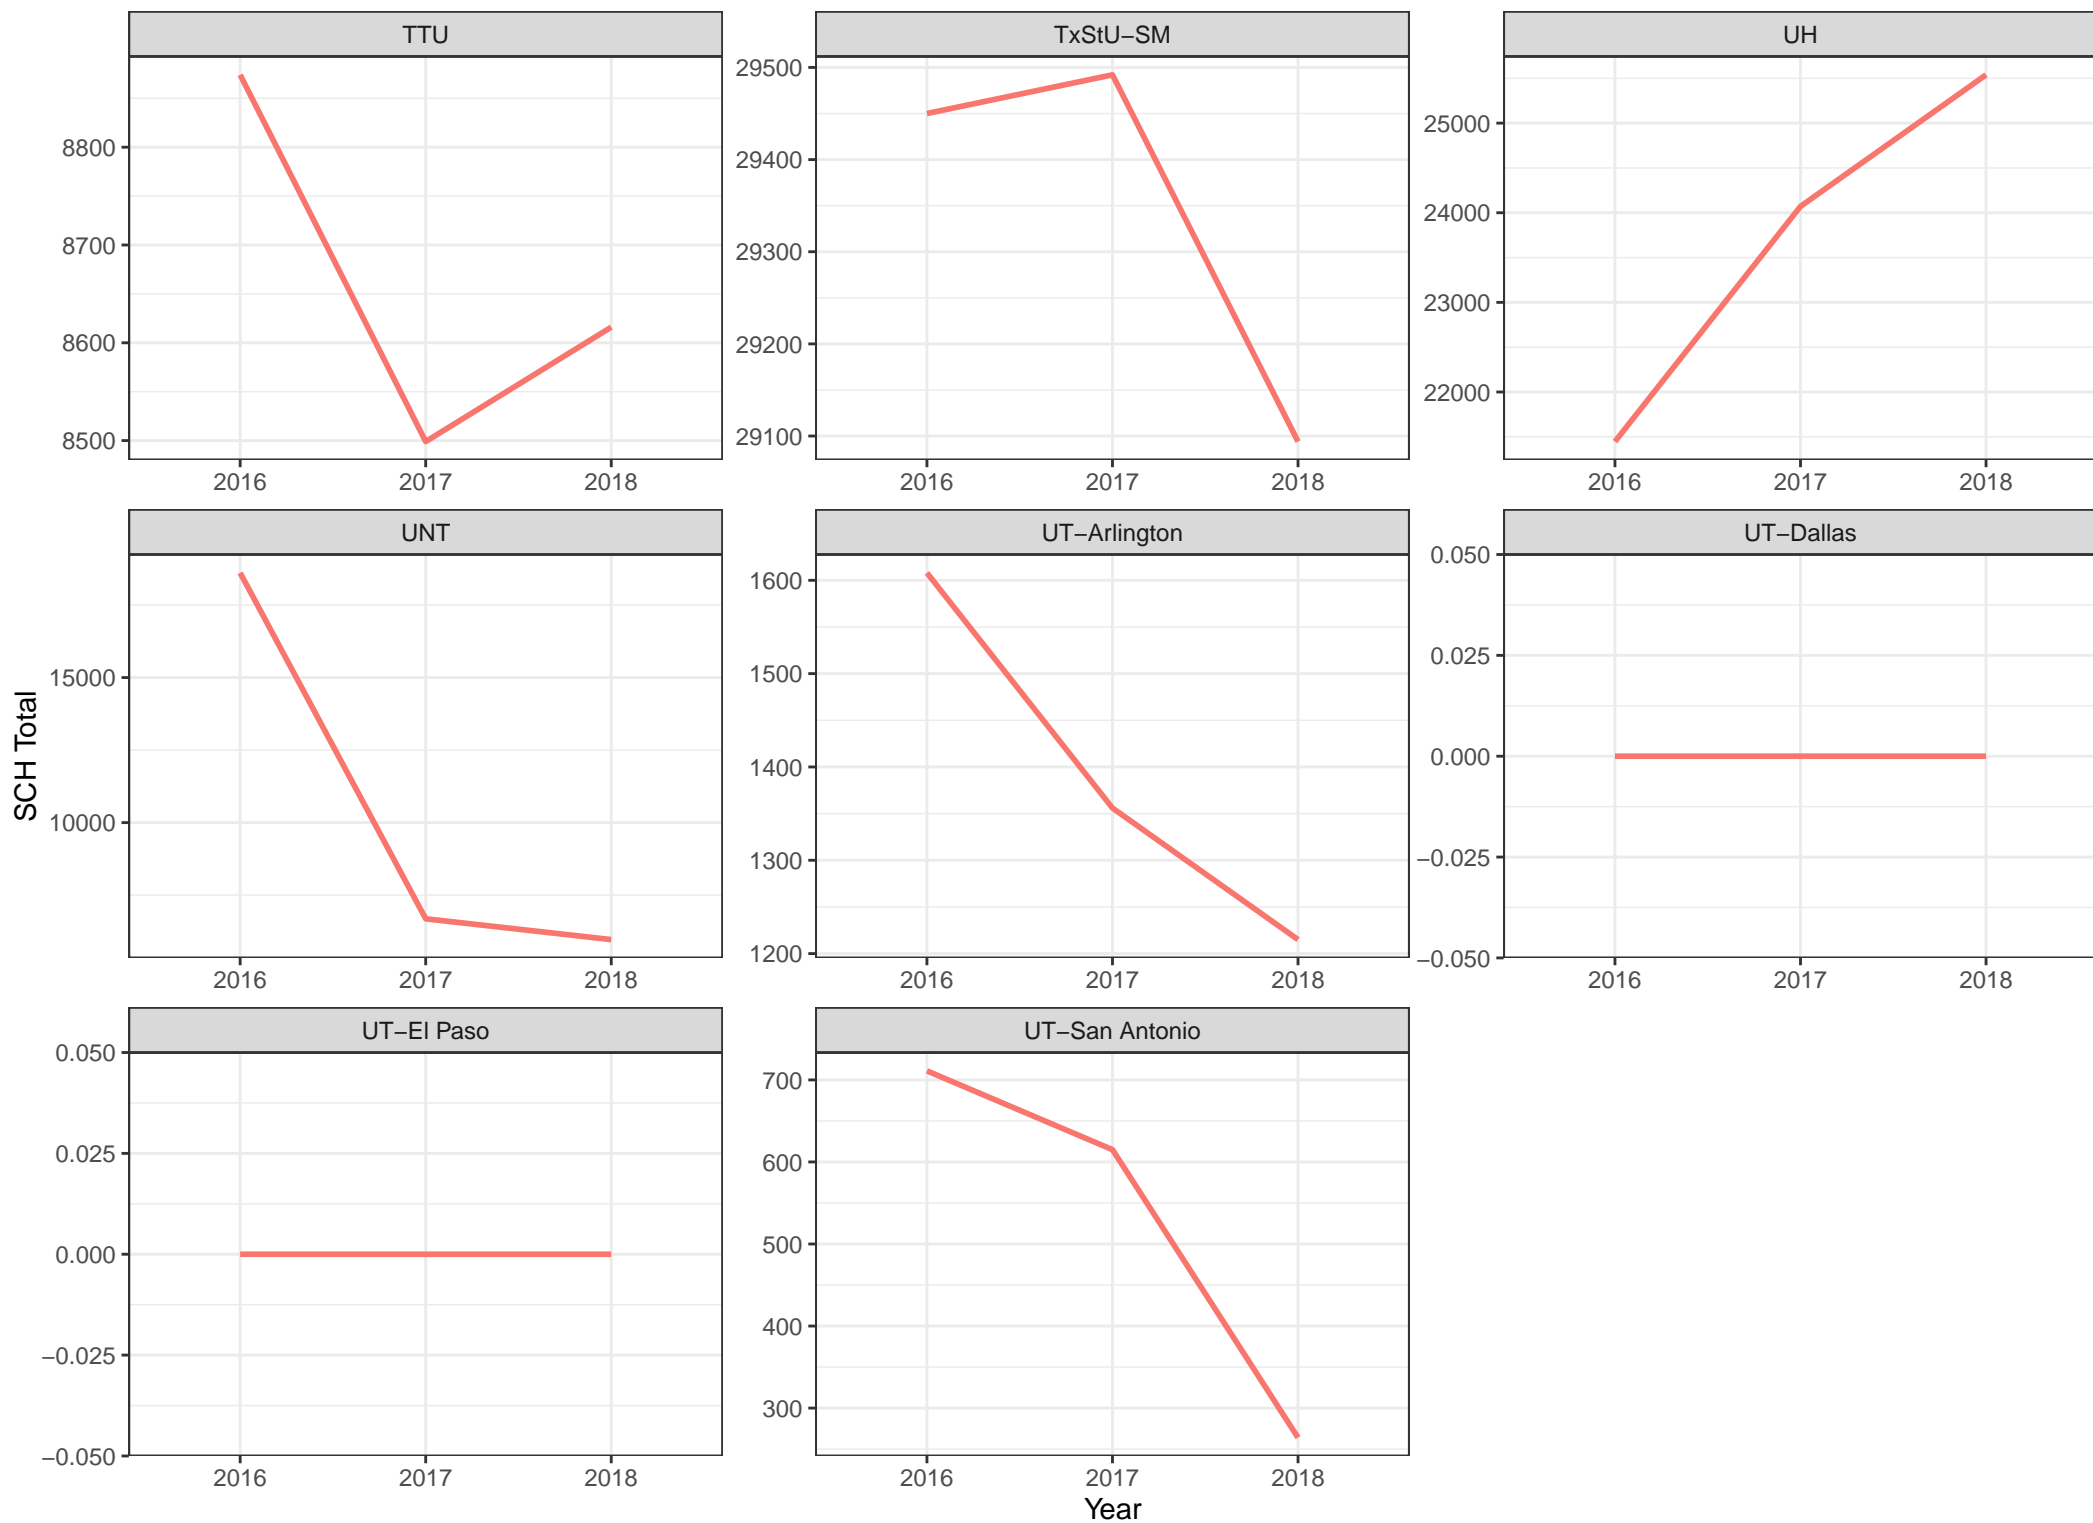 TTU
TxStU−SM
UH
8800
8700
8600
8500
29500
29400
29300
29200
29100
25000
24000
23000
22000
2016 2017 2018
2016 2017 2018
2016 2017 2018
UNT
UT−Arlington
UT−Dallas
15000
10000
1600
1500
1400
1300
1200
0.050
0.025
0.000
−0.025
−0.050
2016 2017 2018
2016 2017 2018
2016 2017 2018
UT−El Paso
UT−San Antonio
0.050
0.025
0.000
−0.025
−0.050
700
600
500
400
300
2016 2017 2018
2016 2017 2018
SCH Total
Year